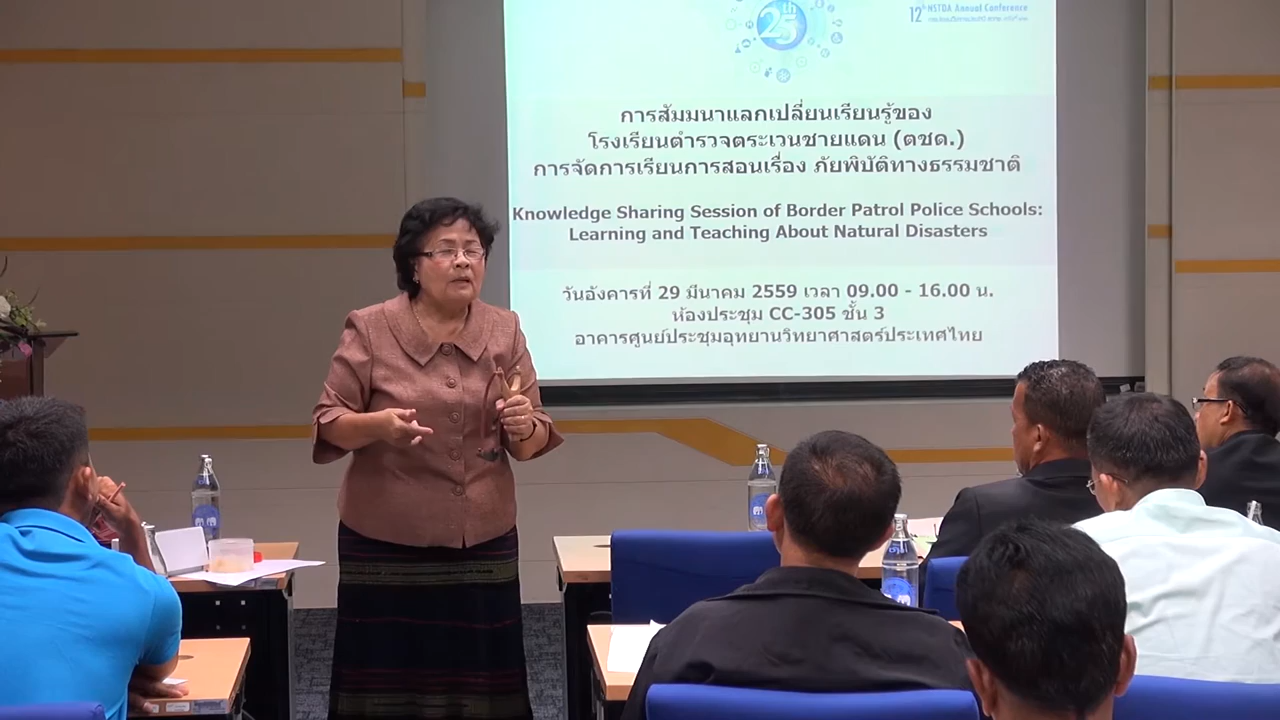 25th
12th NSTDA Annual Conference
การสัมมนาแลกเปลี่ยนเรียนรู้ของ
โรงเรียนตำรวจตระเวนชายแดน (ตชด.)
การจัดการเรียนการสอนเรื่อง ภัยพิบัติทางธรรมชาติ
Knowledge Sharing Session of Border Patrol Police Schools:
Learning and Teaching About Natural Disasters
วันอังคารที่ 29 มีนาคม 2559 เวลา 09.00 - 16.00 น.
ห้องประชุม CC-305 ชั้น 3
อาคารศูนย์ประชุมอุทยานวิทยาศาสตร์ประเทศไทย